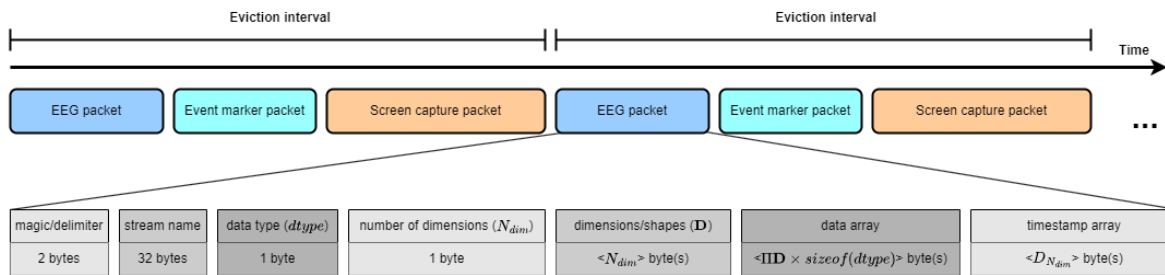 Eviction interval Eviction interval
Time
EEG packet Event marker packet Screen capture packet EEG packet Event marker packet Screen capture packet ...
magic/delimiter stream name data type (dtype) number of dimensions (N_dim) dimensions/shapes (D) data array timestamp array
2 bytes 32 bytes 1 byte 1 byte <N_dim> byte(s) <ΠD × sizeof(dtype)> byte(s) <D_{N_dim}> byte(s)